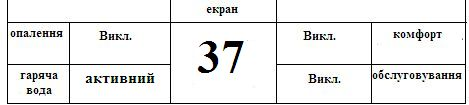 екран
опалення Викл. 37 Викл. комфорт
гаряча вода активний Викл. обслуговування